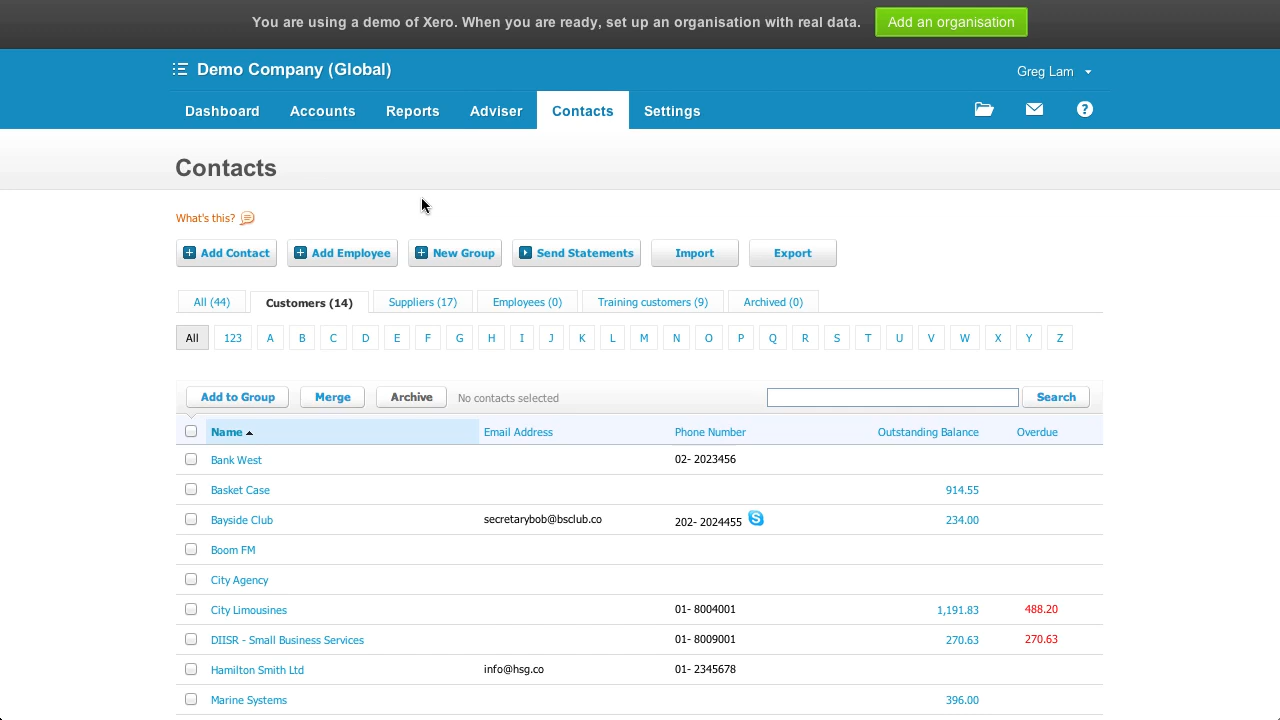 You are using a demo of Xero. When you are ready, set up an organisation with real data. Add an organisation
Demo Company (Global) Greg Lam
Dashboard Accounts Reports Adviser Contacts Settings ?
Contacts
What's this?
Add Contact Add Employee New Group Send Statements Import Export
All (44) Customers (14) Suppliers (17) Employees (0) Training customers (9) Archived (0)
All 123 A B C D E F G H I J K L M N O P Q R S T U V W X Y Z
Add to Group Merge Archive No contacts selected Search
Name Email Address Phone Number Outstanding Balance Overdue
Bank West 02- 2023456
Basket Case 914.55
Bayside Club secretarybob@bsclub.co 202- 2024455 234.00
Boom FM
City Agency
City Limousines 01- 8004001 1,191.83 488.20
DIISR - Small Business Services 01- 8009001 270.63 270.63
Hamilton Smith Ltd info@hsg.co 01- 2345678
Marine Systems 396.00